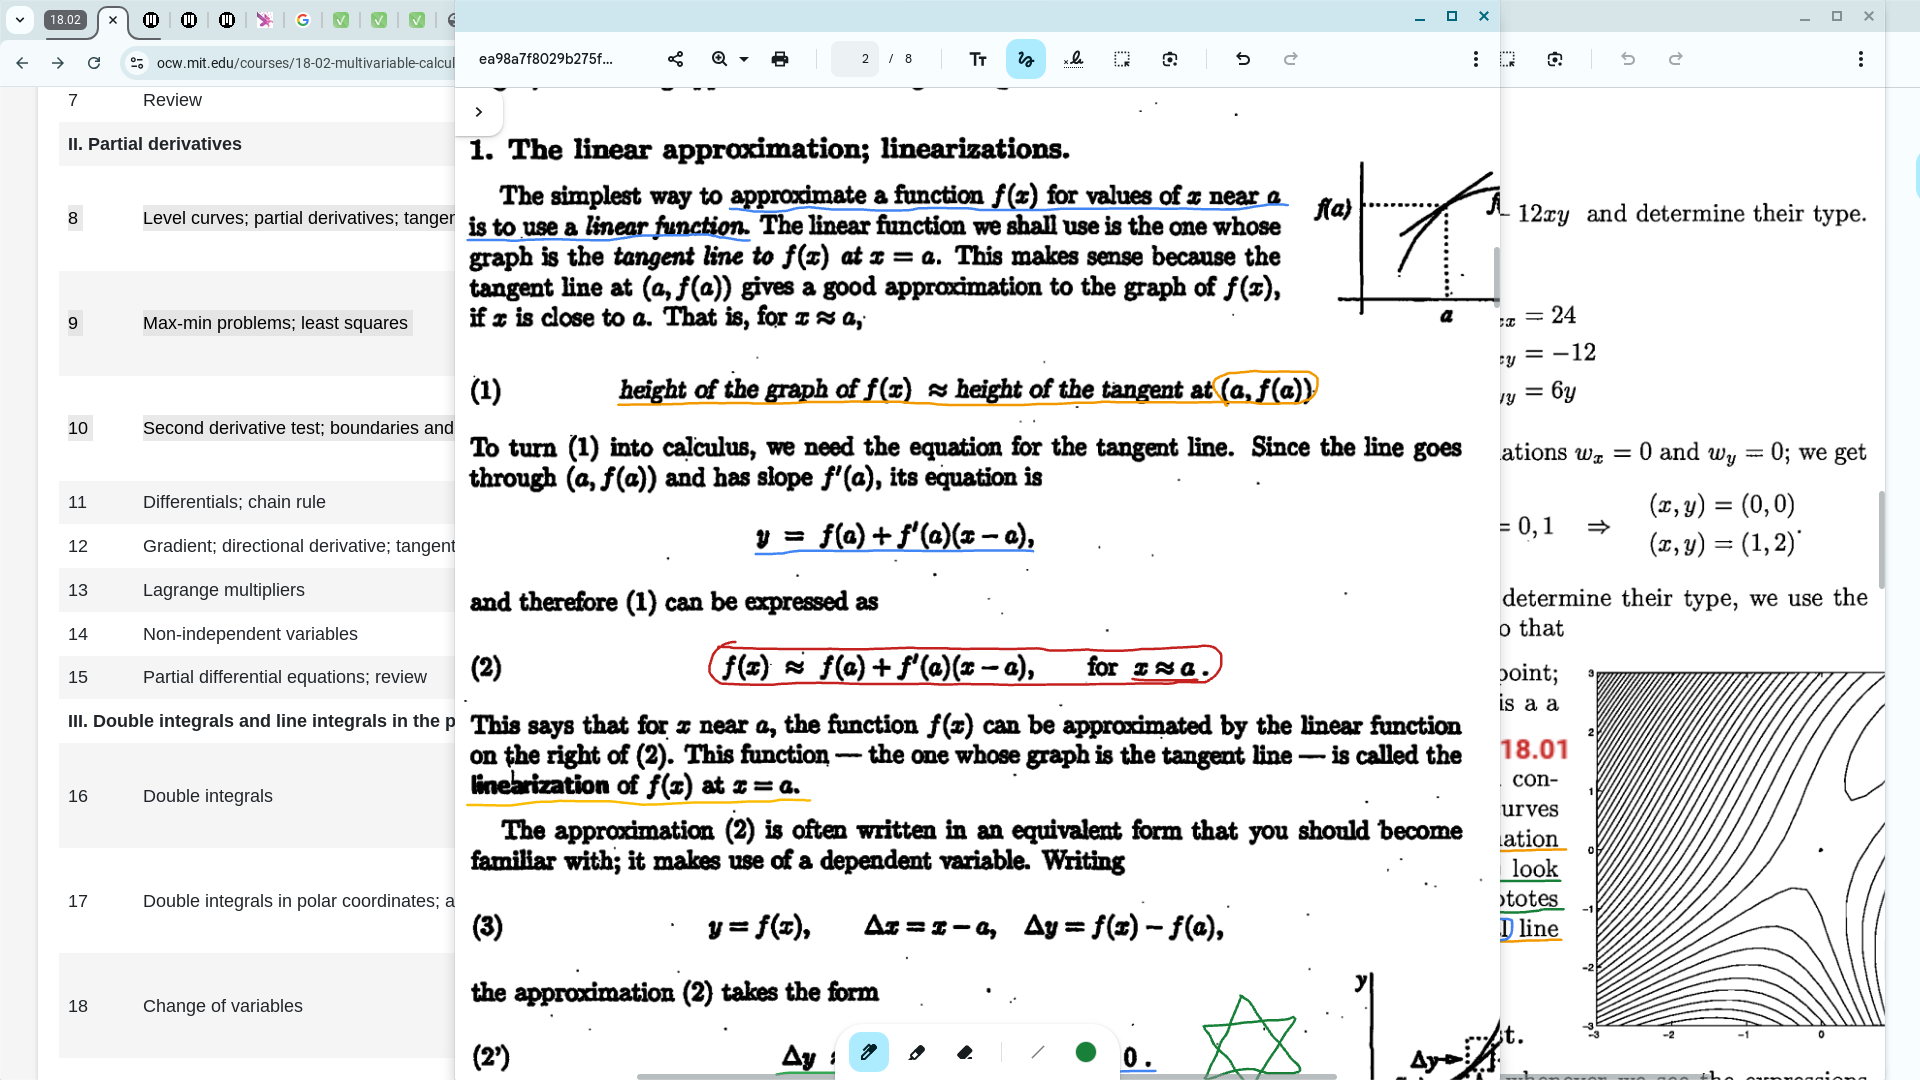 18.02
ocw.mit.edu/courses/18-02-multivariable-calcul
7 Review
II. Partial derivatives
8 Level curves; partial derivatives; tangen
9 Max-min problems; least squares
10 Second derivative test; boundaries and
11 Differentials; chain rule
12 Gradient; directional derivative; tangent
13 Lagrange multipliers
14 Non-independent variables
15 Partial differential equations; review
III. Double integrals and line integrals in the p
16 Double integrals
17 Double integrals in polar coordinates; a
18 Change of variables
ea98a7f8029b275f...
2 / 8
1. The linear approximation; linearizations.
The simplest way to approximate a function f(x) for values of x near a
is to use a linear function. The linear function we shall use is the one whose
graph is the tangent line to f(x) at x = a. This makes sense because the
tangent line at (a, f(a)) gives a good approximation to the graph of f(x),
if x is close to a. That is, for x ≈ a,
f(a)
a
(1) height of the graph of f(x) ≈ height of the tangent at (a, f(a))
To turn (1) into calculus, we need the equation for the tangent line. Since the line goes
through (a, f(a)) and has slope f′(a), its equation is
y = f(a) + f′(a)(x − a),
and therefore (1) can be expressed as
(2) f(x) ≈ f(a) + f′(a)(x − a), for x ≈ a.
This says that for x near a, the function f(x) can be approximated by the linear function
on the right of (2). This function — the one whose graph is the tangent line — is called the
linearization of f(x) at x = a.
The approximation (2) is often written in an equivalent form that you should become
familiar with; it makes use of a dependent variable. Writing
(3) y = f(x), Δx = x − a, Δy = f(x) − f(a),
the approximation (2) takes the form
(2') Δy 0.
y
Δy
− 12xy and determine their type.
xx = 24
xy = −12
yy = 6y
ations wx = 0 and wy = 0; we get
= 0, 1 ⇒ (x, y) = (0, 0)
(x, y) = (1, 2).
determine their type, we use the
o that
point;
is a a
18.01
con-
urves
ation
look
ptotes
line
3
2
1
0
-1
-2
-3
-3 -2 -1 0
t.
whenever we see the expressions